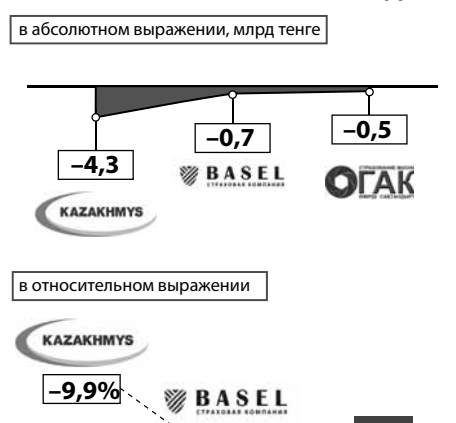 в абсолютном выражении, млрд тенге
–4,3
–0,7
–0,5
KAZAKHMYS
BASEL
СТРАХОВАЯ КОМПАНИЯ
ГАК
в относительном выражении
KAZAKHMYS
–9,9%
BASEL
СТРАХОВАЯ КОМПАНИЯ